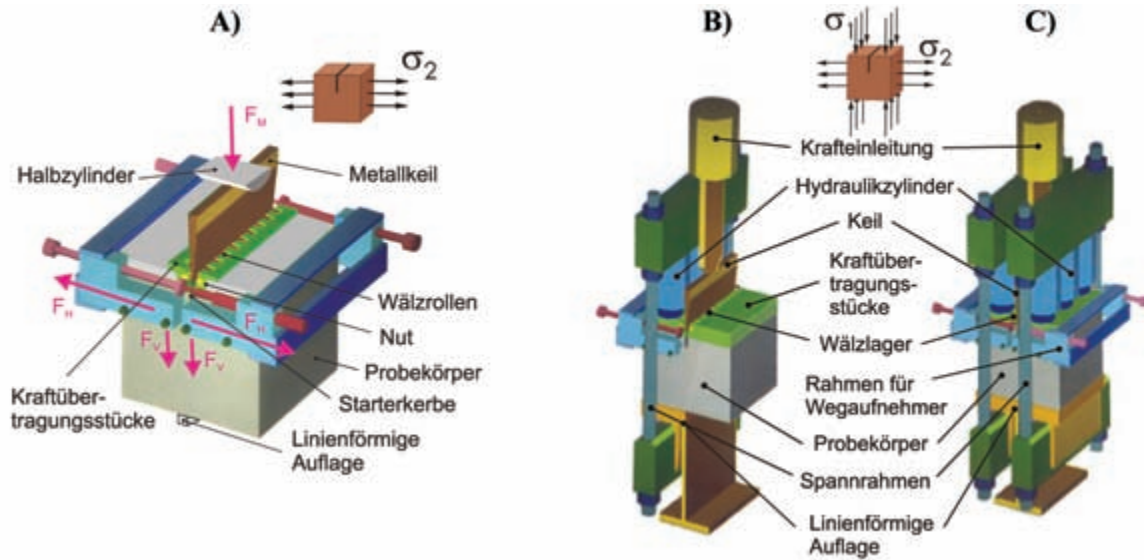 A)
σ2
FM
Halbzylinder
Metallkeil
Wälzrollen
FH
FH
Nut
FV
FV
Probekörper
Kraftüber-
tragungsstücke
Starterkerbe
Linienförmige
Auflage
B)
σ1
σ2
C)
Krafteinleitung
Hydraulikzylinder
Keil
Kraftüber-
tragungs-
stücke
Wälzlager
Rahmen für
Wegaufnehmer
Probekörper
Spannrahmen
Linienförmige
Auflage